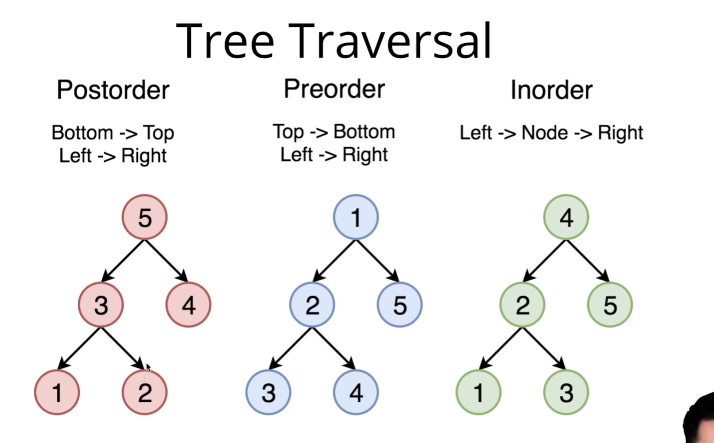 Tree Traversal
Postorder
Bottom -> Top
Left -> Right
5
3
4
1
2
Preorder
Top -> Bottom
Left -> Right
1
2
5
3
4
Inorder
Left -> Node -> Right
4
2
5
1
3